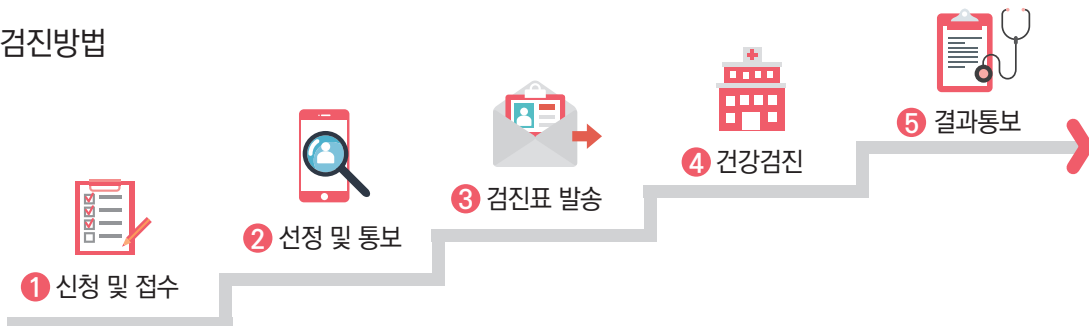 검진방법
❶ 신청 및 접수
❷ 선정 및 통보
❸ 검진표 발송
❹ 건강검진
❺ 결과통보